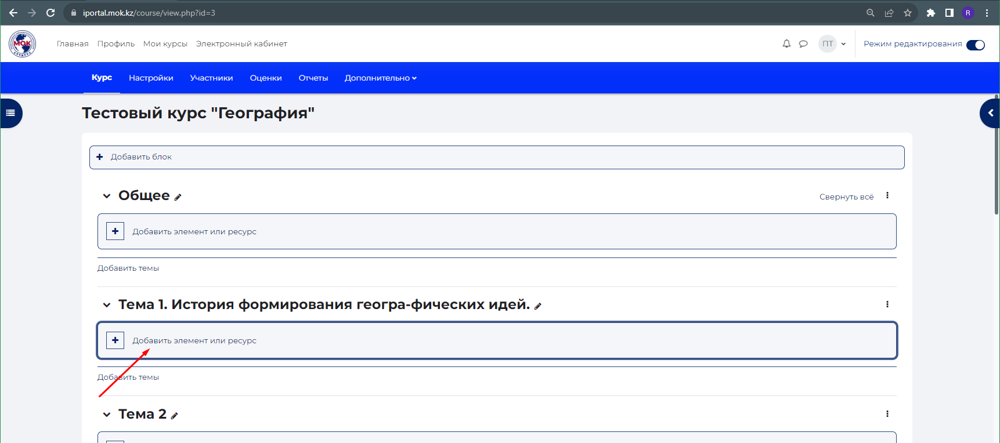 iportal.mok.kz/course/view.php?id=3
R
МОК
Главная Профиль Мои курсы Электронный кабинет
ПТ
Режим редактирования
Курс Настройки Участники Оценки Отчеты Дополнительно
Тестовый курс "География"
Добавить блок
Общее
Свернуть всё
Добавить элемент или ресурс
Добавить темы
Тема 1. История формирования геогра-фических идей.
Добавить элемент или ресурс
Добавить темы
Тема 2